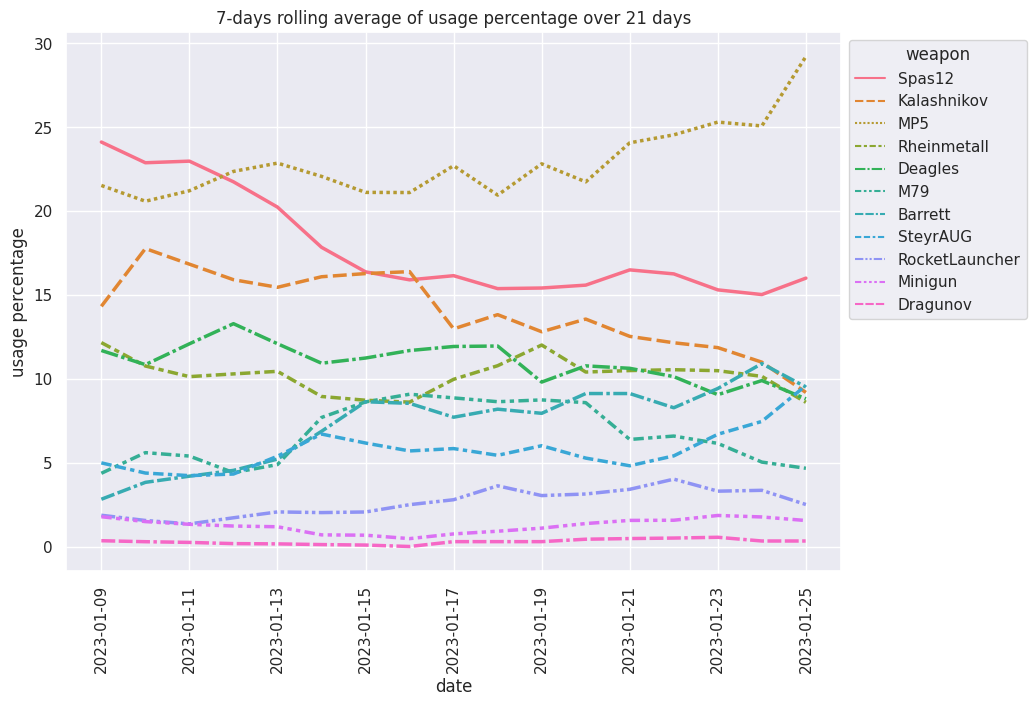 7-days rolling average of usage percentage over 21 days
30
25
20
15
10
5
0
usage percentage
2023-01-09
2023-01-11
2023-01-13
2023-01-15
2023-01-17
2023-01-19
2023-01-21
2023-01-23
2023-01-25
date
weapon
Spas12
Kalashnikov
MP5
Rheinmetall
Deagles
M79
Barrett
SteyrAUG
RocketLauncher
Minigun
Dragunov